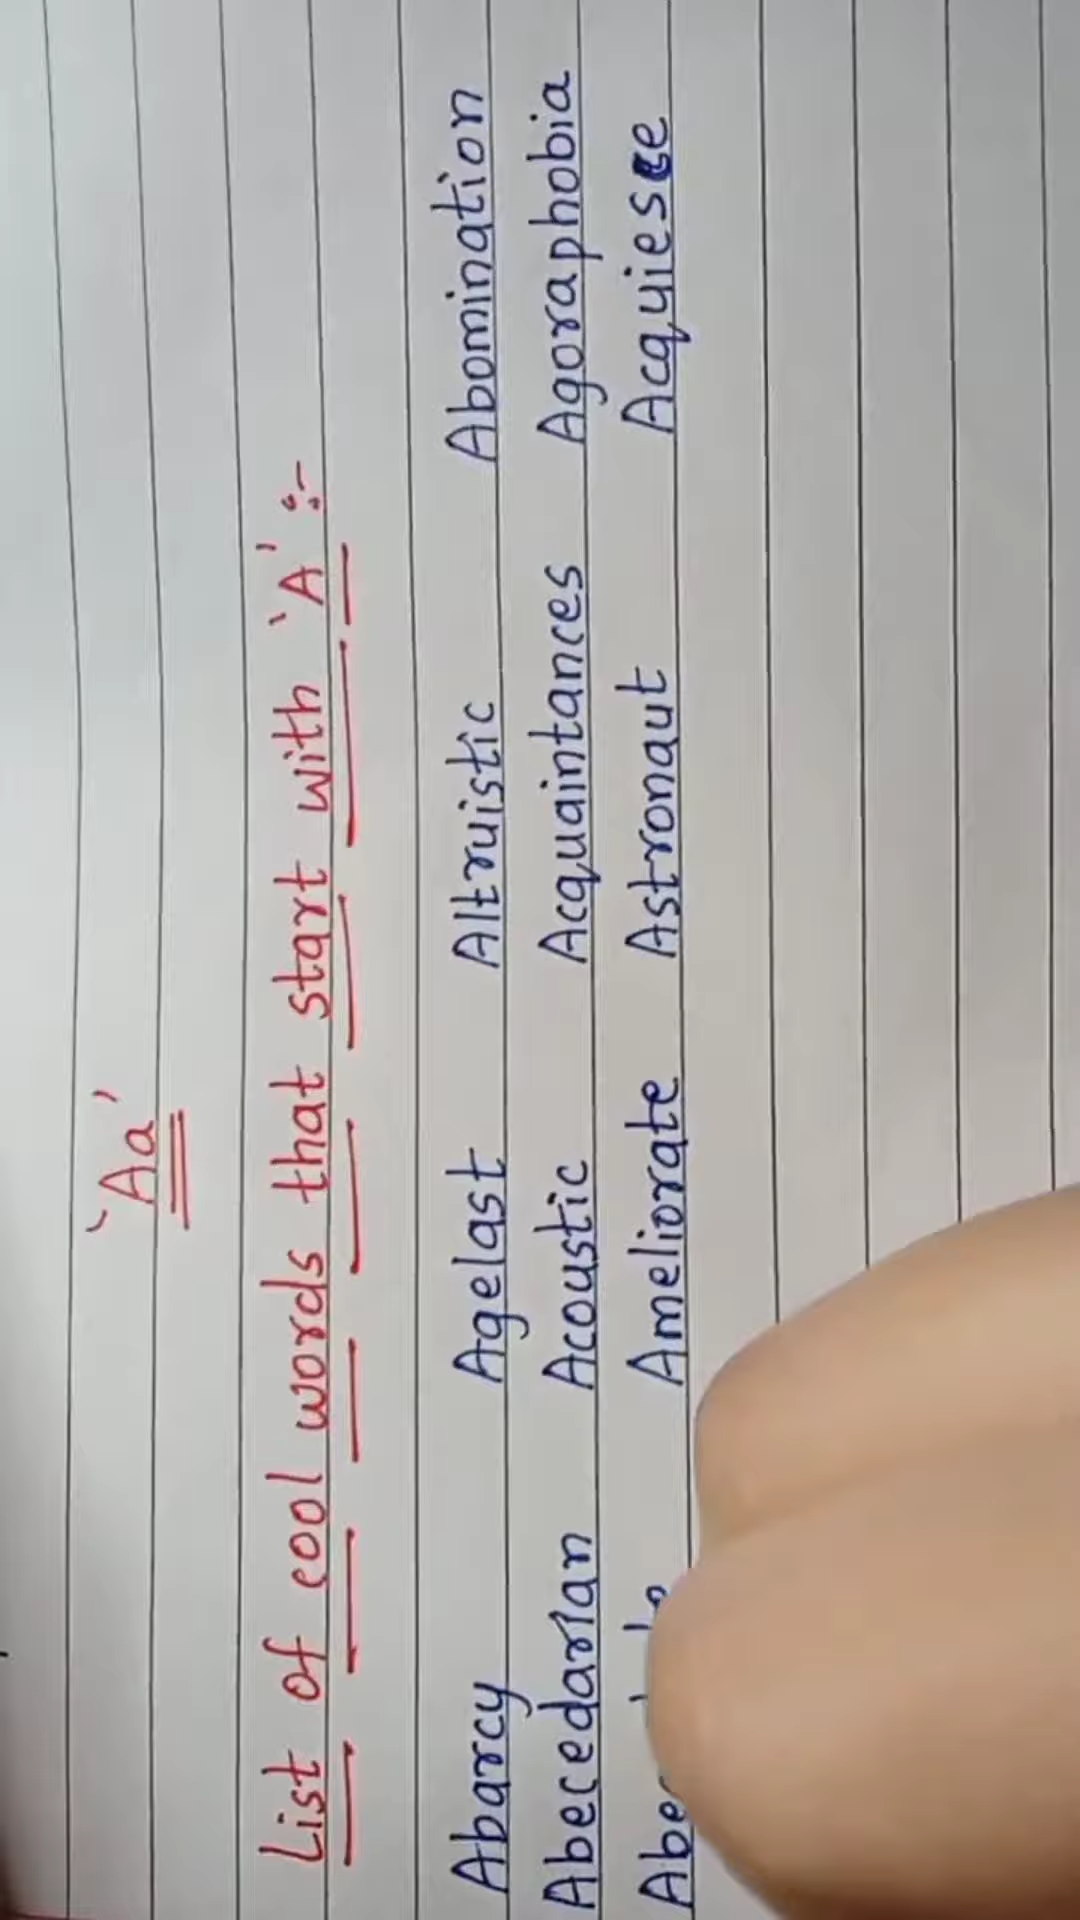 'Aa'
List of cool words that start with 'A' :-
Abarcy Agelast Altruistic Abomination
Abecedarian Acoustic Acquaintances Agoraphobia
Ameliorate Astronaut Acquiesce